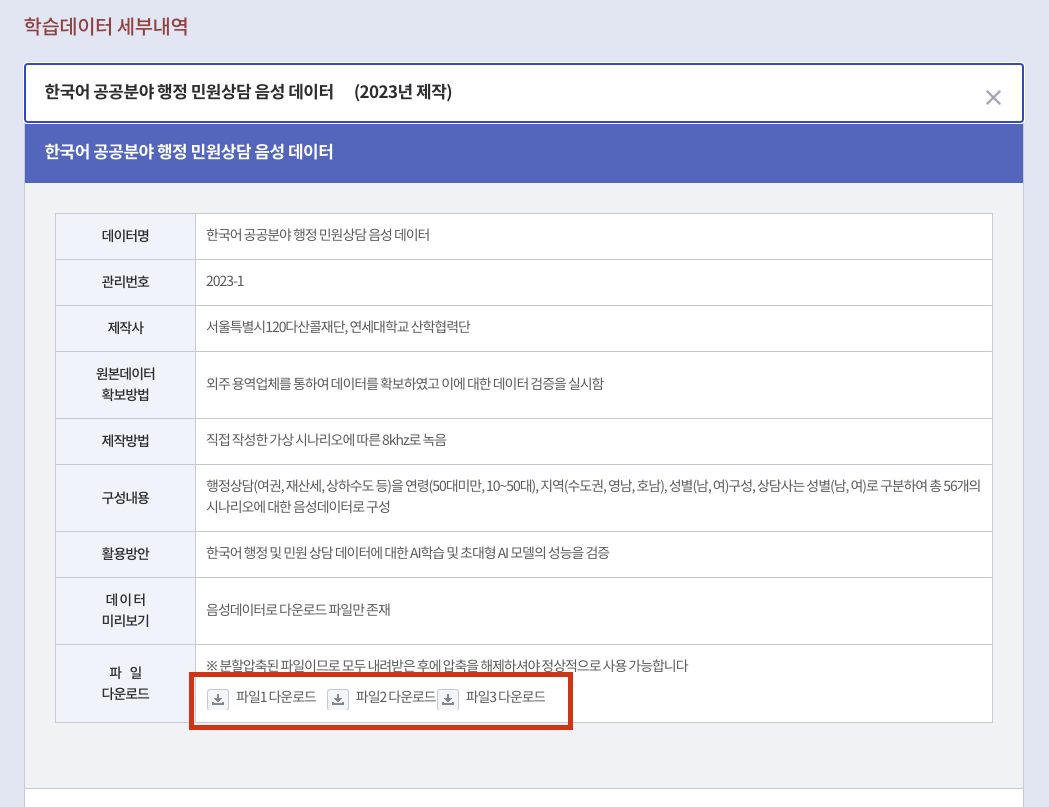 학습데이터 세부내역
한국어 공공분야 행정 민원상담 음성 데이터 (2023년 제작)
한국어 공공분야 행정 민원상담 음성 데이터
데이터명 한국어 공공분야 행정 민원상담 음성 데이터
관리번호 2023-1
제작사 서울특별시120다산콜재단, 연세대학교 산학협력단
원본데이터
확보방법
외주 용역업체를 통하여 데이터를 확보하였고 이에 대한 데이터 검증을 실시함
제작방법 직접 작성한 가상 시나리오에 따른 8khz로 녹음
구성내용
행정상담(여권, 재산세, 상하수도 등)을 연령(50대미만, 10~50대), 지역(수도권, 영남, 호남), 성별(남, 여)구성, 상담사는 성별(남, 여)로 구분하여 총 56개의
시나리오에 대한 음성데이터로 구성
활용방안 한국어 행정 및 민원 상담 데이터에 대한 AI학습 및 초대형 AI 모델의 성능을 검증
데이터
미리보기
음성데이터로 다운로드 파일만 존재
파 일
다운로드
※ 분할압축된 파일이므로 모두 내려받은 후에 압축을 해제하셔야 정상적으로 사용 가능합니다
파일1 다운로드 파일2 다운로드 파일3 다운로드